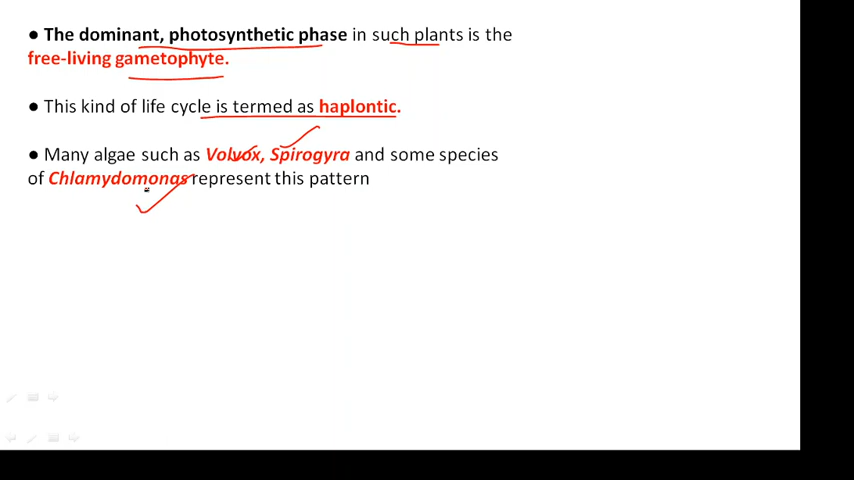 ● The dominant, photosynthetic phase in such plants is the
free-living gametophyte.
● This kind of life cycle is termed as haplontic.
● Many algae such as Volvox, Spirogyra and some species
of Chlamydomonas represent this pattern